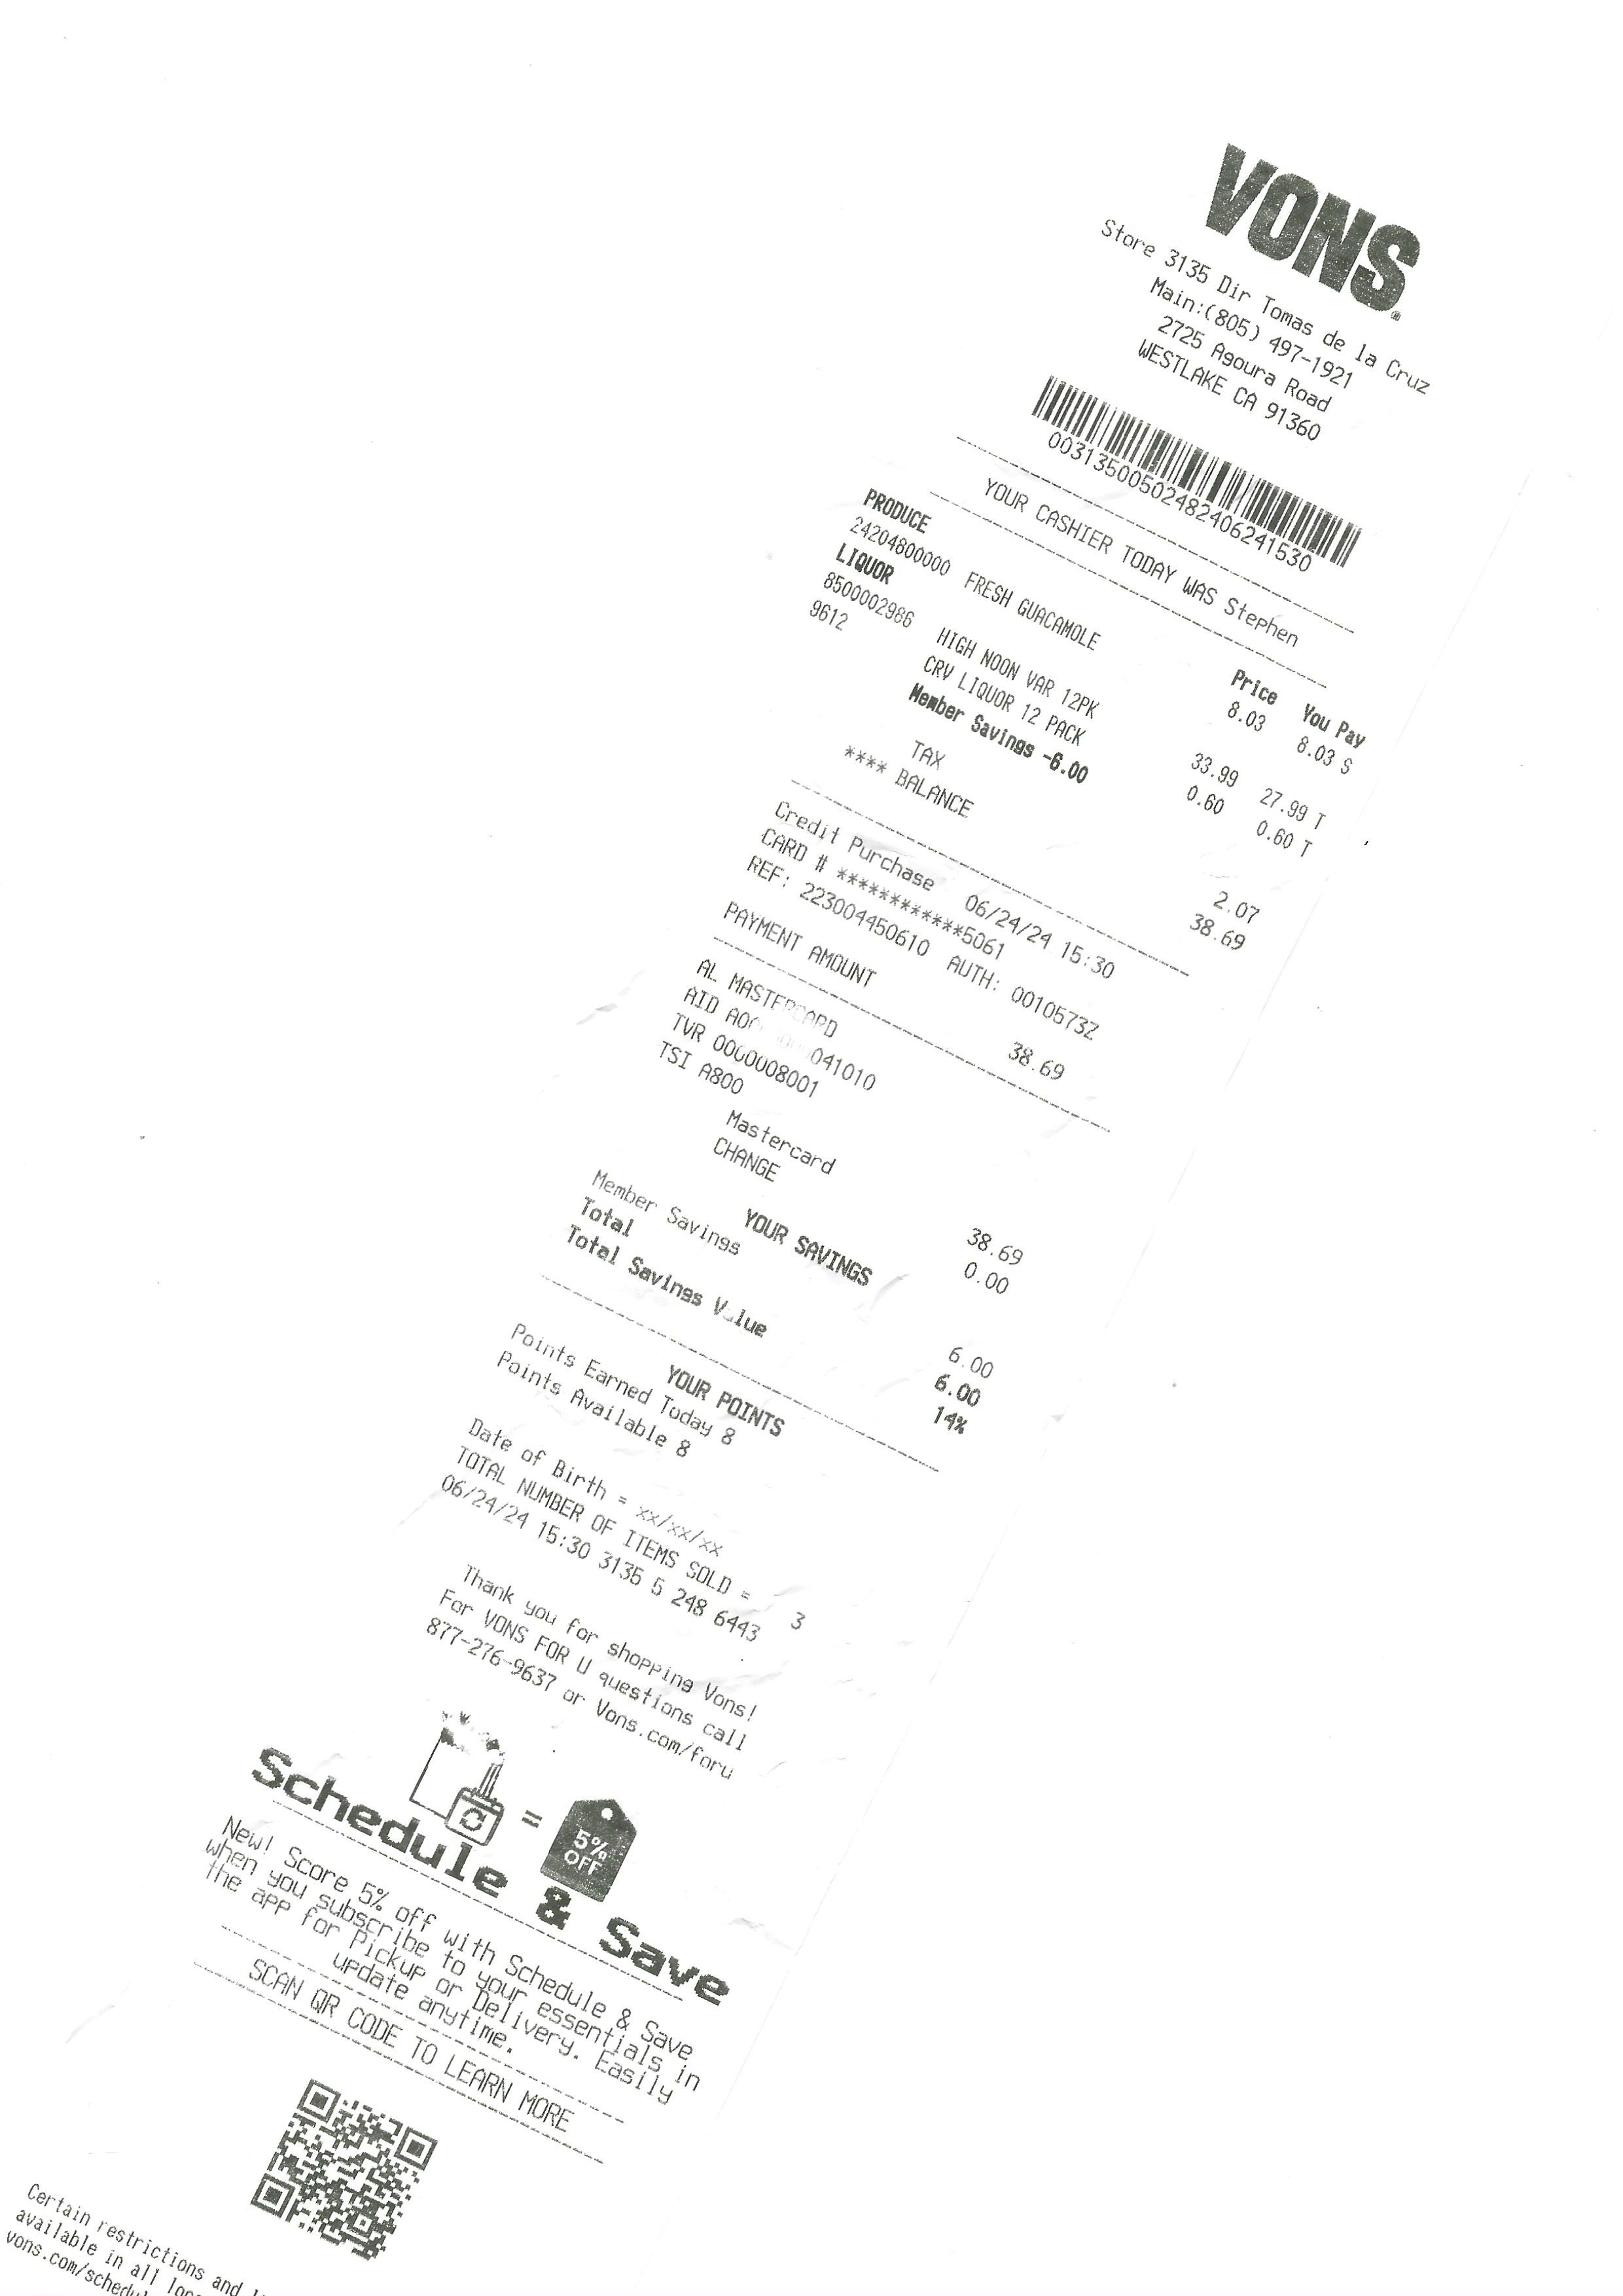 VONS®
Store 3135 Dir Tomas de la Cruz
Main:(805) 497-1921
2725 Agoura Road
WESTLAKE CA 91360
00313500502482406241530
YOUR CASHIER TODAY WAS Stephen
Price You Pay
PRODUCE
24204800000 FRESH GUACAMOLE 8.03 8.03 S
LIQUOR
8500002986 HIGH NOON VAR 12PK 33.99 27.99 T
9612 CRV LIQUOR 12 PACK 0.60 0.60 T
Member Savings -6.00
TAX 2.07
**** BALANCE 38.69
Credit Purchase 06/24/24 15:30
CARD # ************5061
REF: 223004450610 AUTH: 0010573Z
PAYMENT AMOUNT 38.69
AL MASTERCARD
AID 041010
TVR 0000008001
TSI A800
Mastercard 38.69
CHANGE 0.00
YOUR SAVINGS
Member Savings 6.00
Total 6.00
Total Savings Value 14%
YOUR POINTS
Points Earned Today 8
Points Available 8
Date of Birth = xx/xx/xx
TOTAL NUMBER OF ITEMS SOLD = 3
06/24/24 15:30 3135 5 248 6443
Thank you for shopping Vons!
For VONS FOR U questions call
877-276-9637 or Vons.com/foru
= 5% OFF
Schedule & Save
New! Score 5% off with Schedule & Save
when you subscribe to your essentials in
the app for Pickup or Delivery. Easily
update anytime.
SCAN QR CODE TO LEARN MORE
Certain restrictions and
available in all
vons.com/schedul